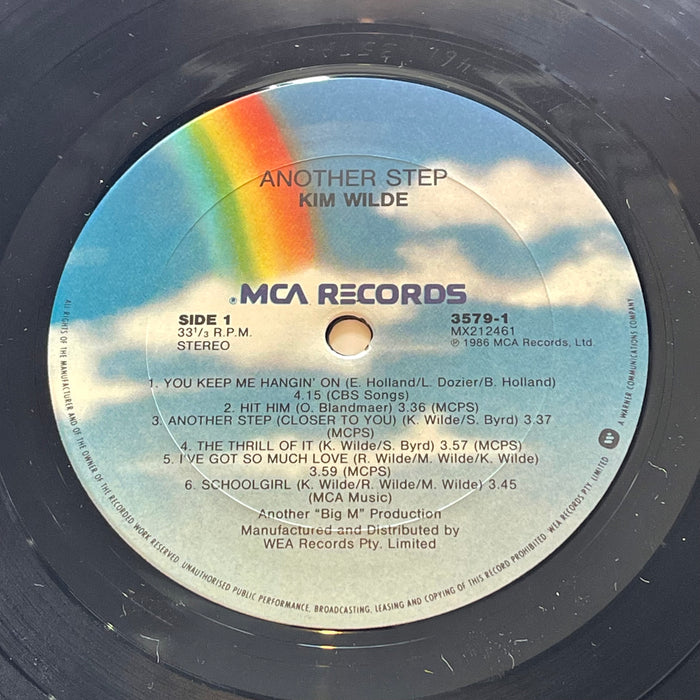 ANOTHER STEP
KIM WILDE
MCA RECORDS
SIDE 1
33¹/₃ R.P.M.
STEREO
3579-1
MX212461
℗ 1986 MCA Records, Ltd.
1. YOU KEEP ME HANGIN' ON (E. Holland/L. Dozier/B. Holland)
4.15 (CBS Songs)
2. HIT HIM (O. Blandmaer) 3.36 (MCPS)
3. ANOTHER STEP (CLOSER TO YOU) (K. Wilde/S. Byrd) 3.37
(MCPS)
4. THE THRILL OF IT (K. Wilde/S. Byrd) 3.57 (MCPS)
5. I'VE GOT SO MUCH LOVE (R. Wilde/M. Wilde/K. Wilde)
3.59 (MCPS)
6. SCHOOLGIRL (K. Wilde/R. Wilde/M. Wilde) 3.45
(MCA Music)
Another "Big M" Production
Manufactured and Distributed by
WEA Records Pty. Limited
ALL RIGHTS OF THE MANUFACTURER AND OF THE OWNER OF THE RECORDED WORK RESERVED. UNAUTHORISED PUBLIC PERFORMANCE, BROADCASTING, LEASING AND COPYING OF THIS RECORD PROHIBITED. WEA RECORDS PTY. LIMITED
A WARNER COMMUNICATIONS COMPANY